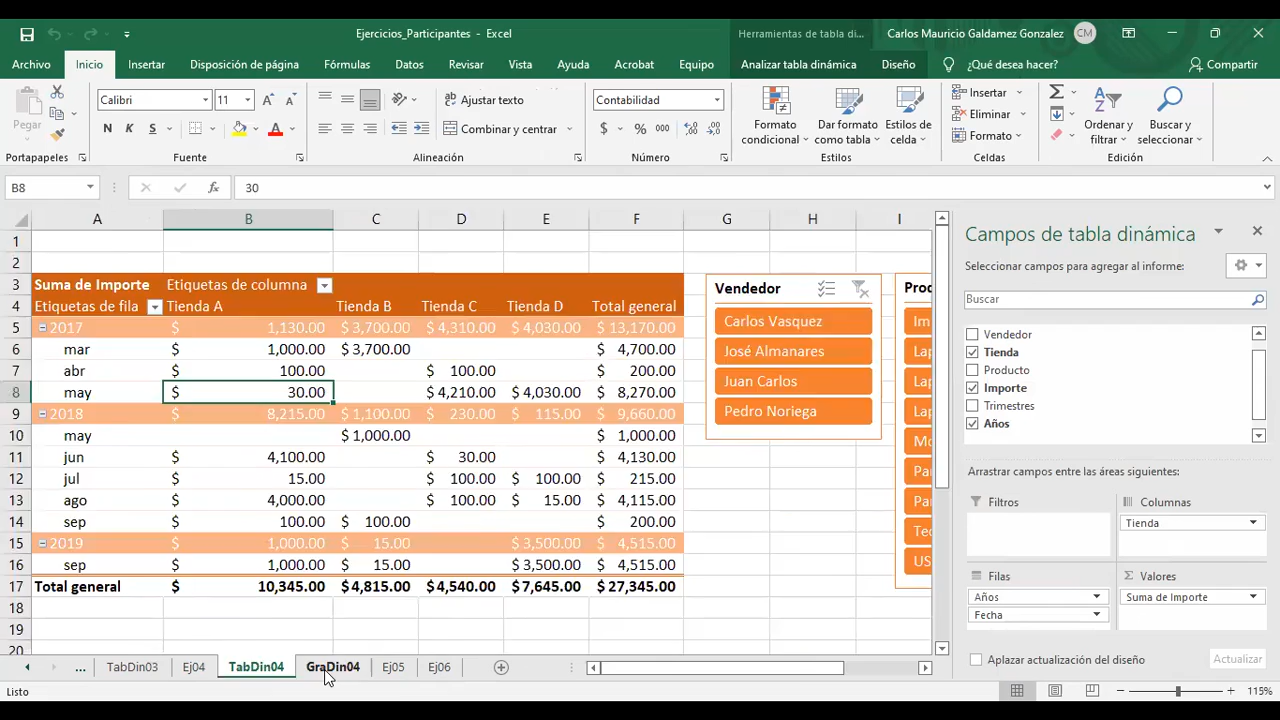 Ejercicios_Participantes - Excel
Herramientas de tabla di...
Carlos Mauricio Galdamez Gonzalez
CM
Archivo Inicio Insertar Disposición de página Fórmulas Datos Revisar Vista Ayuda Acrobat Equipo Analizar tabla dinámica Diseño ¿Qué desea hacer? Compartir
Pegar
Calibri 11
N K S
Ajustar texto
Combinar y centrar
Contabilidad
$ % 000
Formato condicional
Dar formato como tabla
Estilos de celda
Insertar
Eliminar
Formato
Ordenar y filtrar
Buscar y seleccionar
Portapapeles Fuente Alineación Número Estilos Celdas Edición
B8 fx 30
A B C D E F G H I
1
2
3 Suma de Importe Etiquetas de columna
4 Etiquetas de fila Tienda A Tienda B Tienda C Tienda D Total general
5 2017 $ 1,130.00 $ 3,700.00 $ 4,310.00 $ 4,030.00 $ 13,170.00
6 mar $ 1,000.00 $ 3,700.00 $ 4,700.00
7 abr $ 100.00 $ 100.00 $ 200.00
8 may $ 30.00 $ 4,210.00 $ 4,030.00 $ 8,270.00
9 2018 $ 8,215.00 $ 1,100.00 $ 230.00 $ 115.00 $ 9,660.00
10 may $ 1,000.00 $ 1,000.00
11 jun $ 4,100.00 $ 30.00 $ 4,130.00
12 jul $ 15.00 $ 100.00 $ 100.00 $ 215.00
13 ago $ 4,000.00 $ 100.00 $ 15.00 $ 4,115.00
14 sep $ 100.00 $ 100.00 $ 200.00
15 2019 $ 1,000.00 $ 15.00 $ 3,500.00 $ 4,515.00
16 sep $ 1,000.00 $ 15.00 $ 3,500.00 $ 4,515.00
17 Total general $ 10,345.00 $ 4,815.00 $ 4,540.00 $ 7,645.00 $ 27,345.00
18
19
20
Vendedor
Carlos Vasquez
José Almanares
Juan Carlos
Pedro Noriega
Prod
Im
Lap
Lap
Lap
Mo
Par
Par
Tec
US
Campos de tabla dinámica
Seleccionar campos para agregar al informe:
Buscar
Vendedor
Tienda
Producto
Importe
Trimestres
Años
Arrastrar campos entre las áreas siguientes:
Filtros
Columnas
Tienda
Filas
Años
Fecha
Valores
Suma de Importe
Aplazar actualización del diseño
Actualizar
... TabDin03 Ej04 TabDin04 GraDin04 Ej05 Ej06
Listo
115%